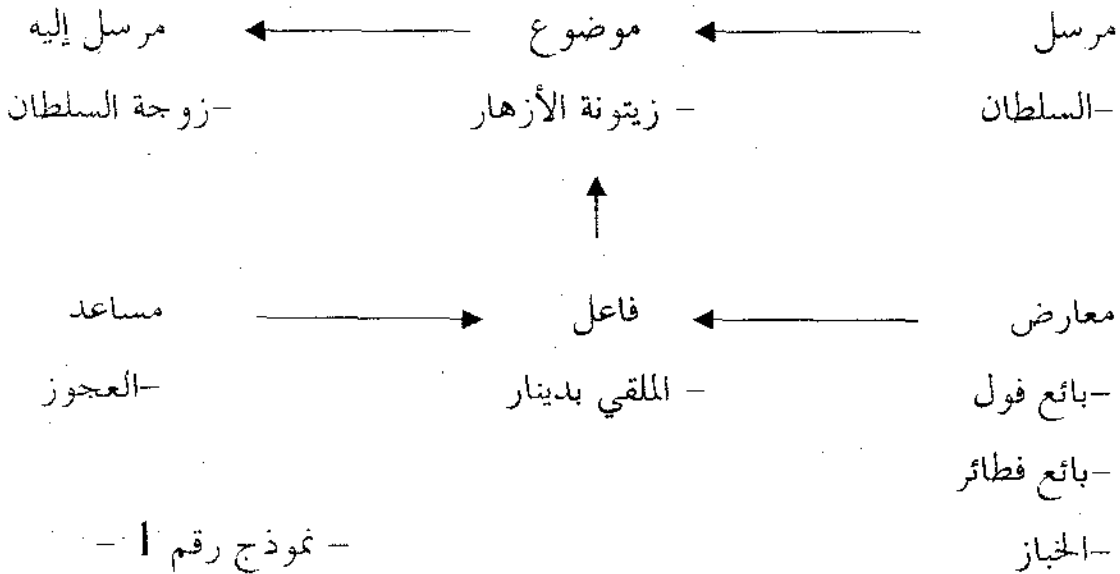 مرسل موضوع مرسل إليه
–السلطان – زيتونة الأزهار –زوجة السلطان
معارض فاعل مساعد
–بائع فول – الملقي بدينار –العجوز
–بائع فطائر
–الخباز – نموذج رقم 1 –